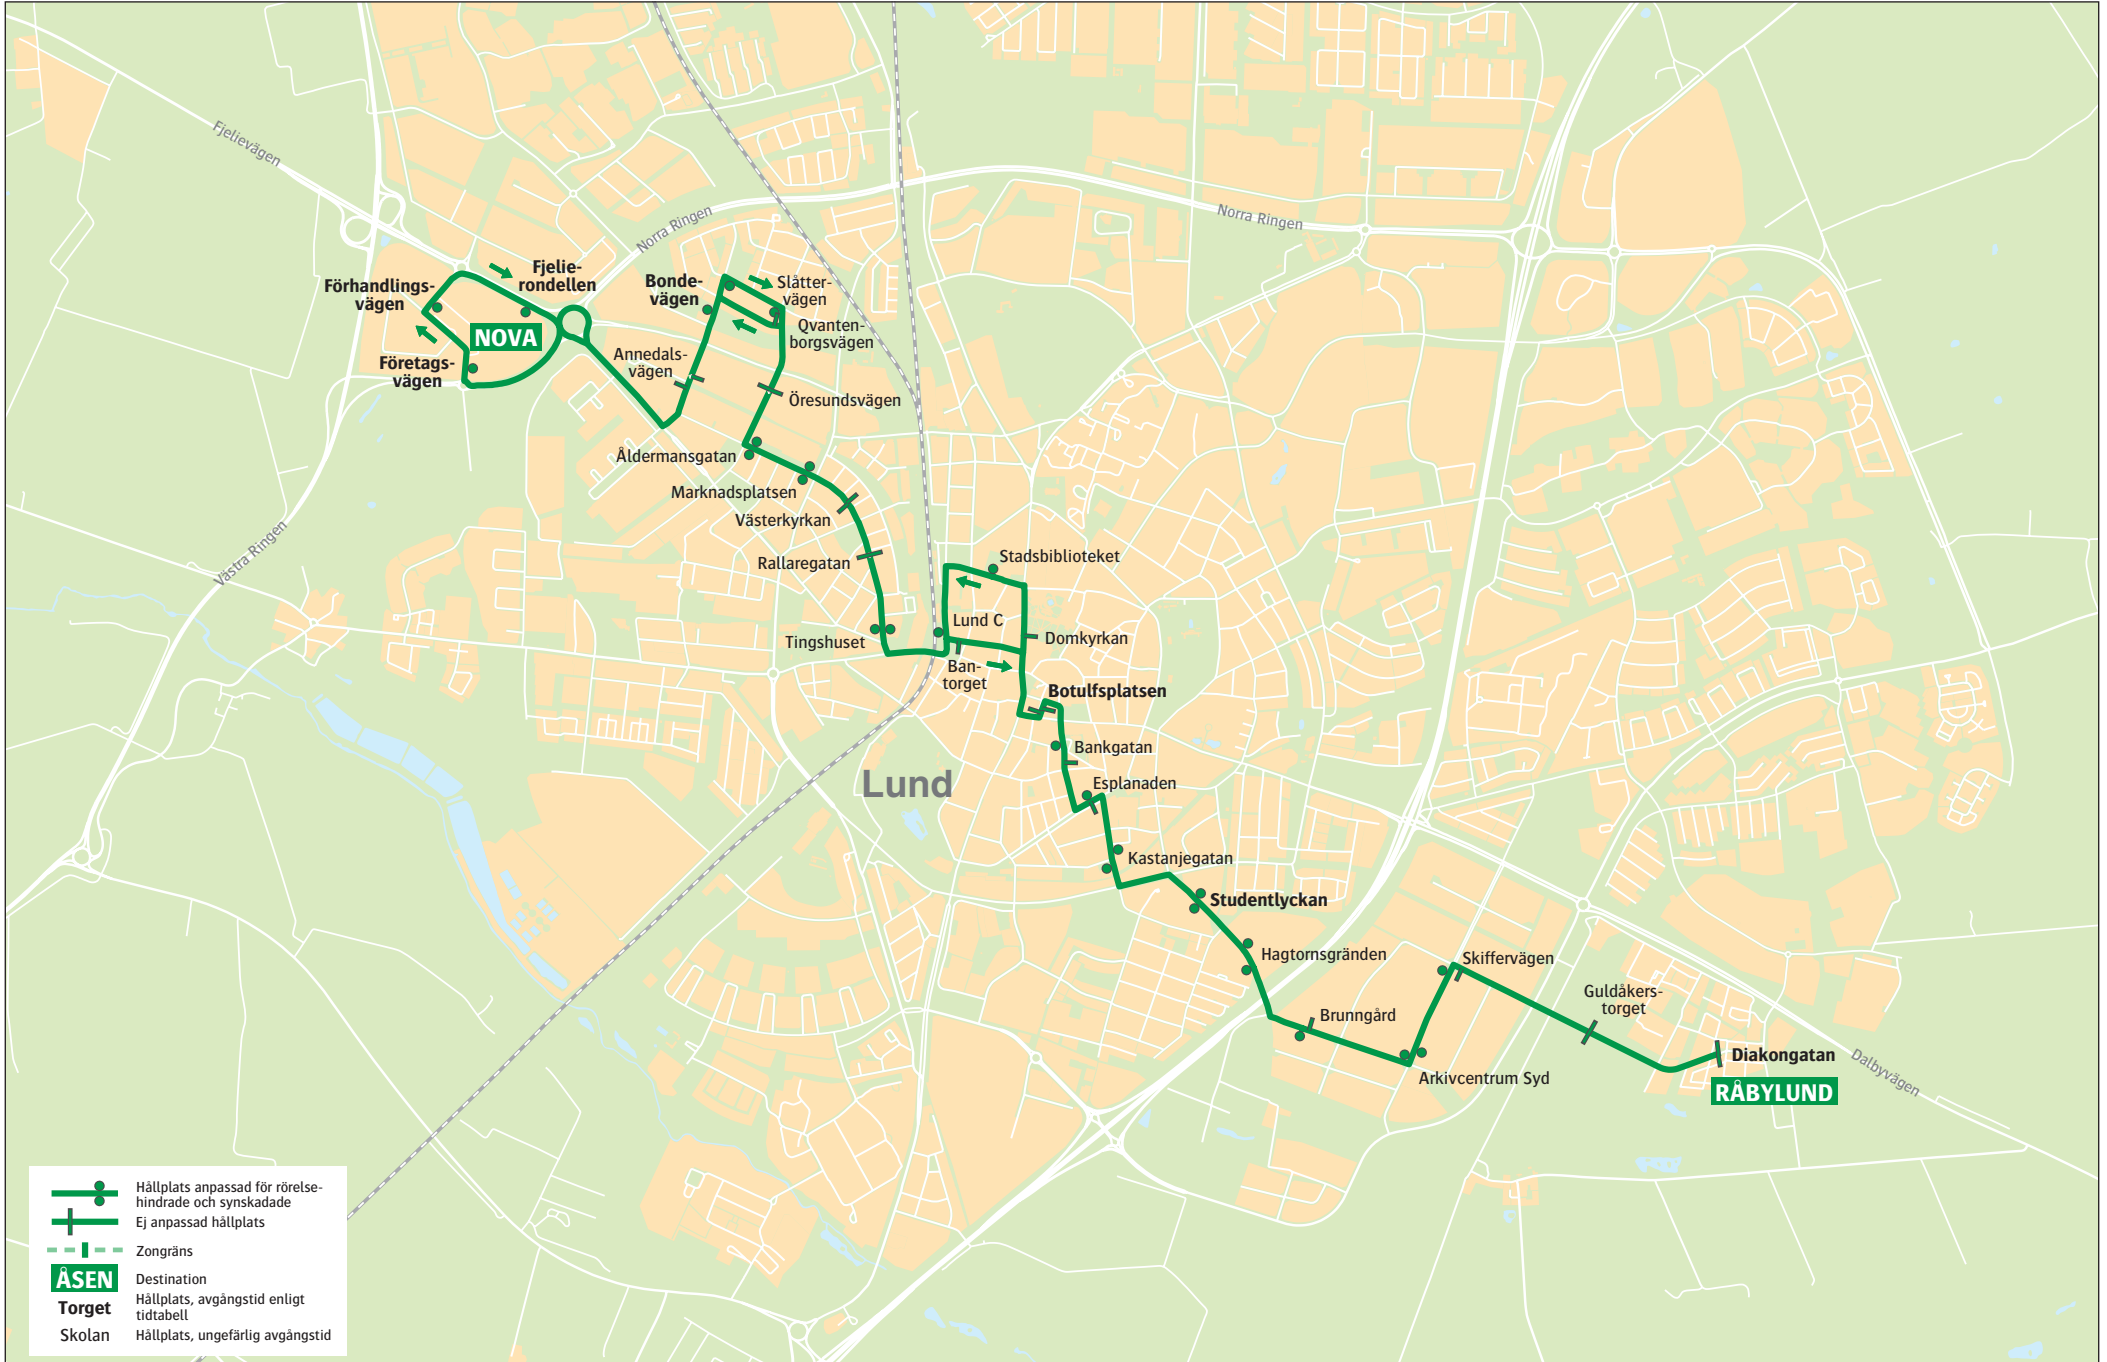 Fjelievägen
Norra Ringen
Norra Ringen
Fjelie-
rondellen
Förhandlings-
vägen
NOVA
Företags-
vägen
Bonde-
vägen
Slåtter-
vägen
Qvanten-
borgsvägen
Annedals-
vägen
Öresundsvägen
Åldermansgatan
Marknadsplatsen
Västerkyrkan
Västra Ringen
Rallaregatan
Stadsbiblioteket
Lund C
Tingshuset
Domkyrkan
Ban-
torget
Botulfsplatsen
Bankgatan
Lund
Esplanaden
Kastanjegatan
Studentlyckan
Hagtornsgränden
Skiffervägen
Guldåkers-
torget
Brunngård
Arkivcentrum Syd
Diakongatan
RÅBYLUND
Dalbyvägen
Hållplats anpassad för rörelse-
hindrade och synskadade
Ej anpassad hållplats
Zongräns
ÅSEN Destination
Torget Hållplats, avgångstid enligt
tidtabell
Skolan Hållplats, ungefärlig avgångstid